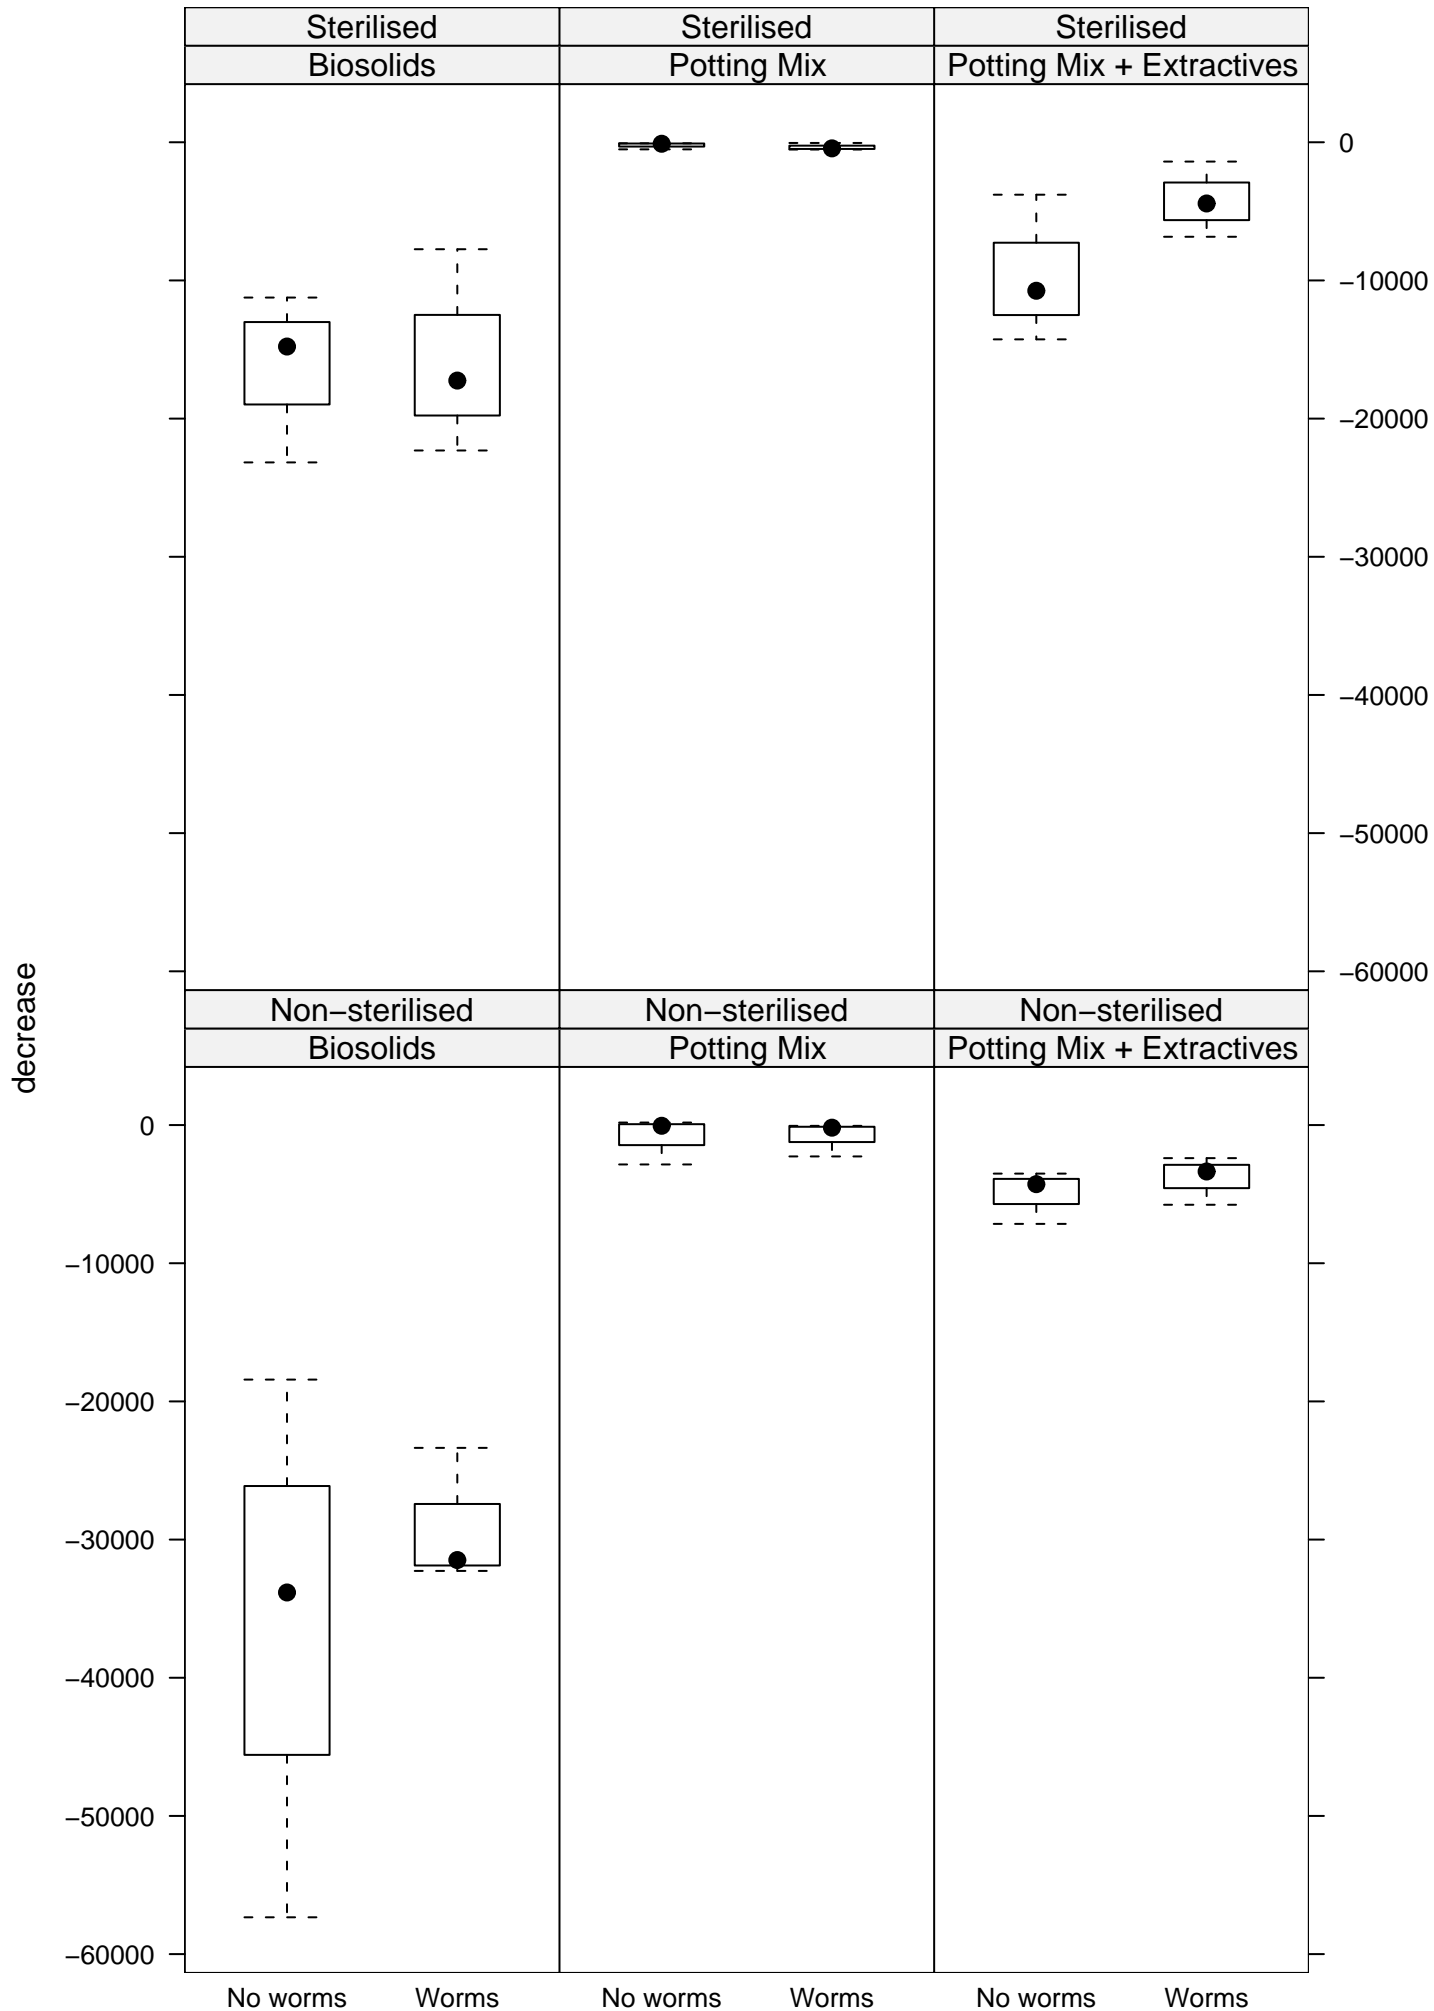 Sterilised Sterilised Sterilised
Biosolids Potting Mix Potting Mix + Extractives
0
−10000
−20000
−30000
−40000
−50000
−60000
decrease
Non−sterilised Non−sterilised Non−sterilised
Biosolids Potting Mix Potting Mix + Extractives
0
−10000
−20000
−30000
−40000
−50000
−60000
No worms Worms No worms Worms No worms Worms